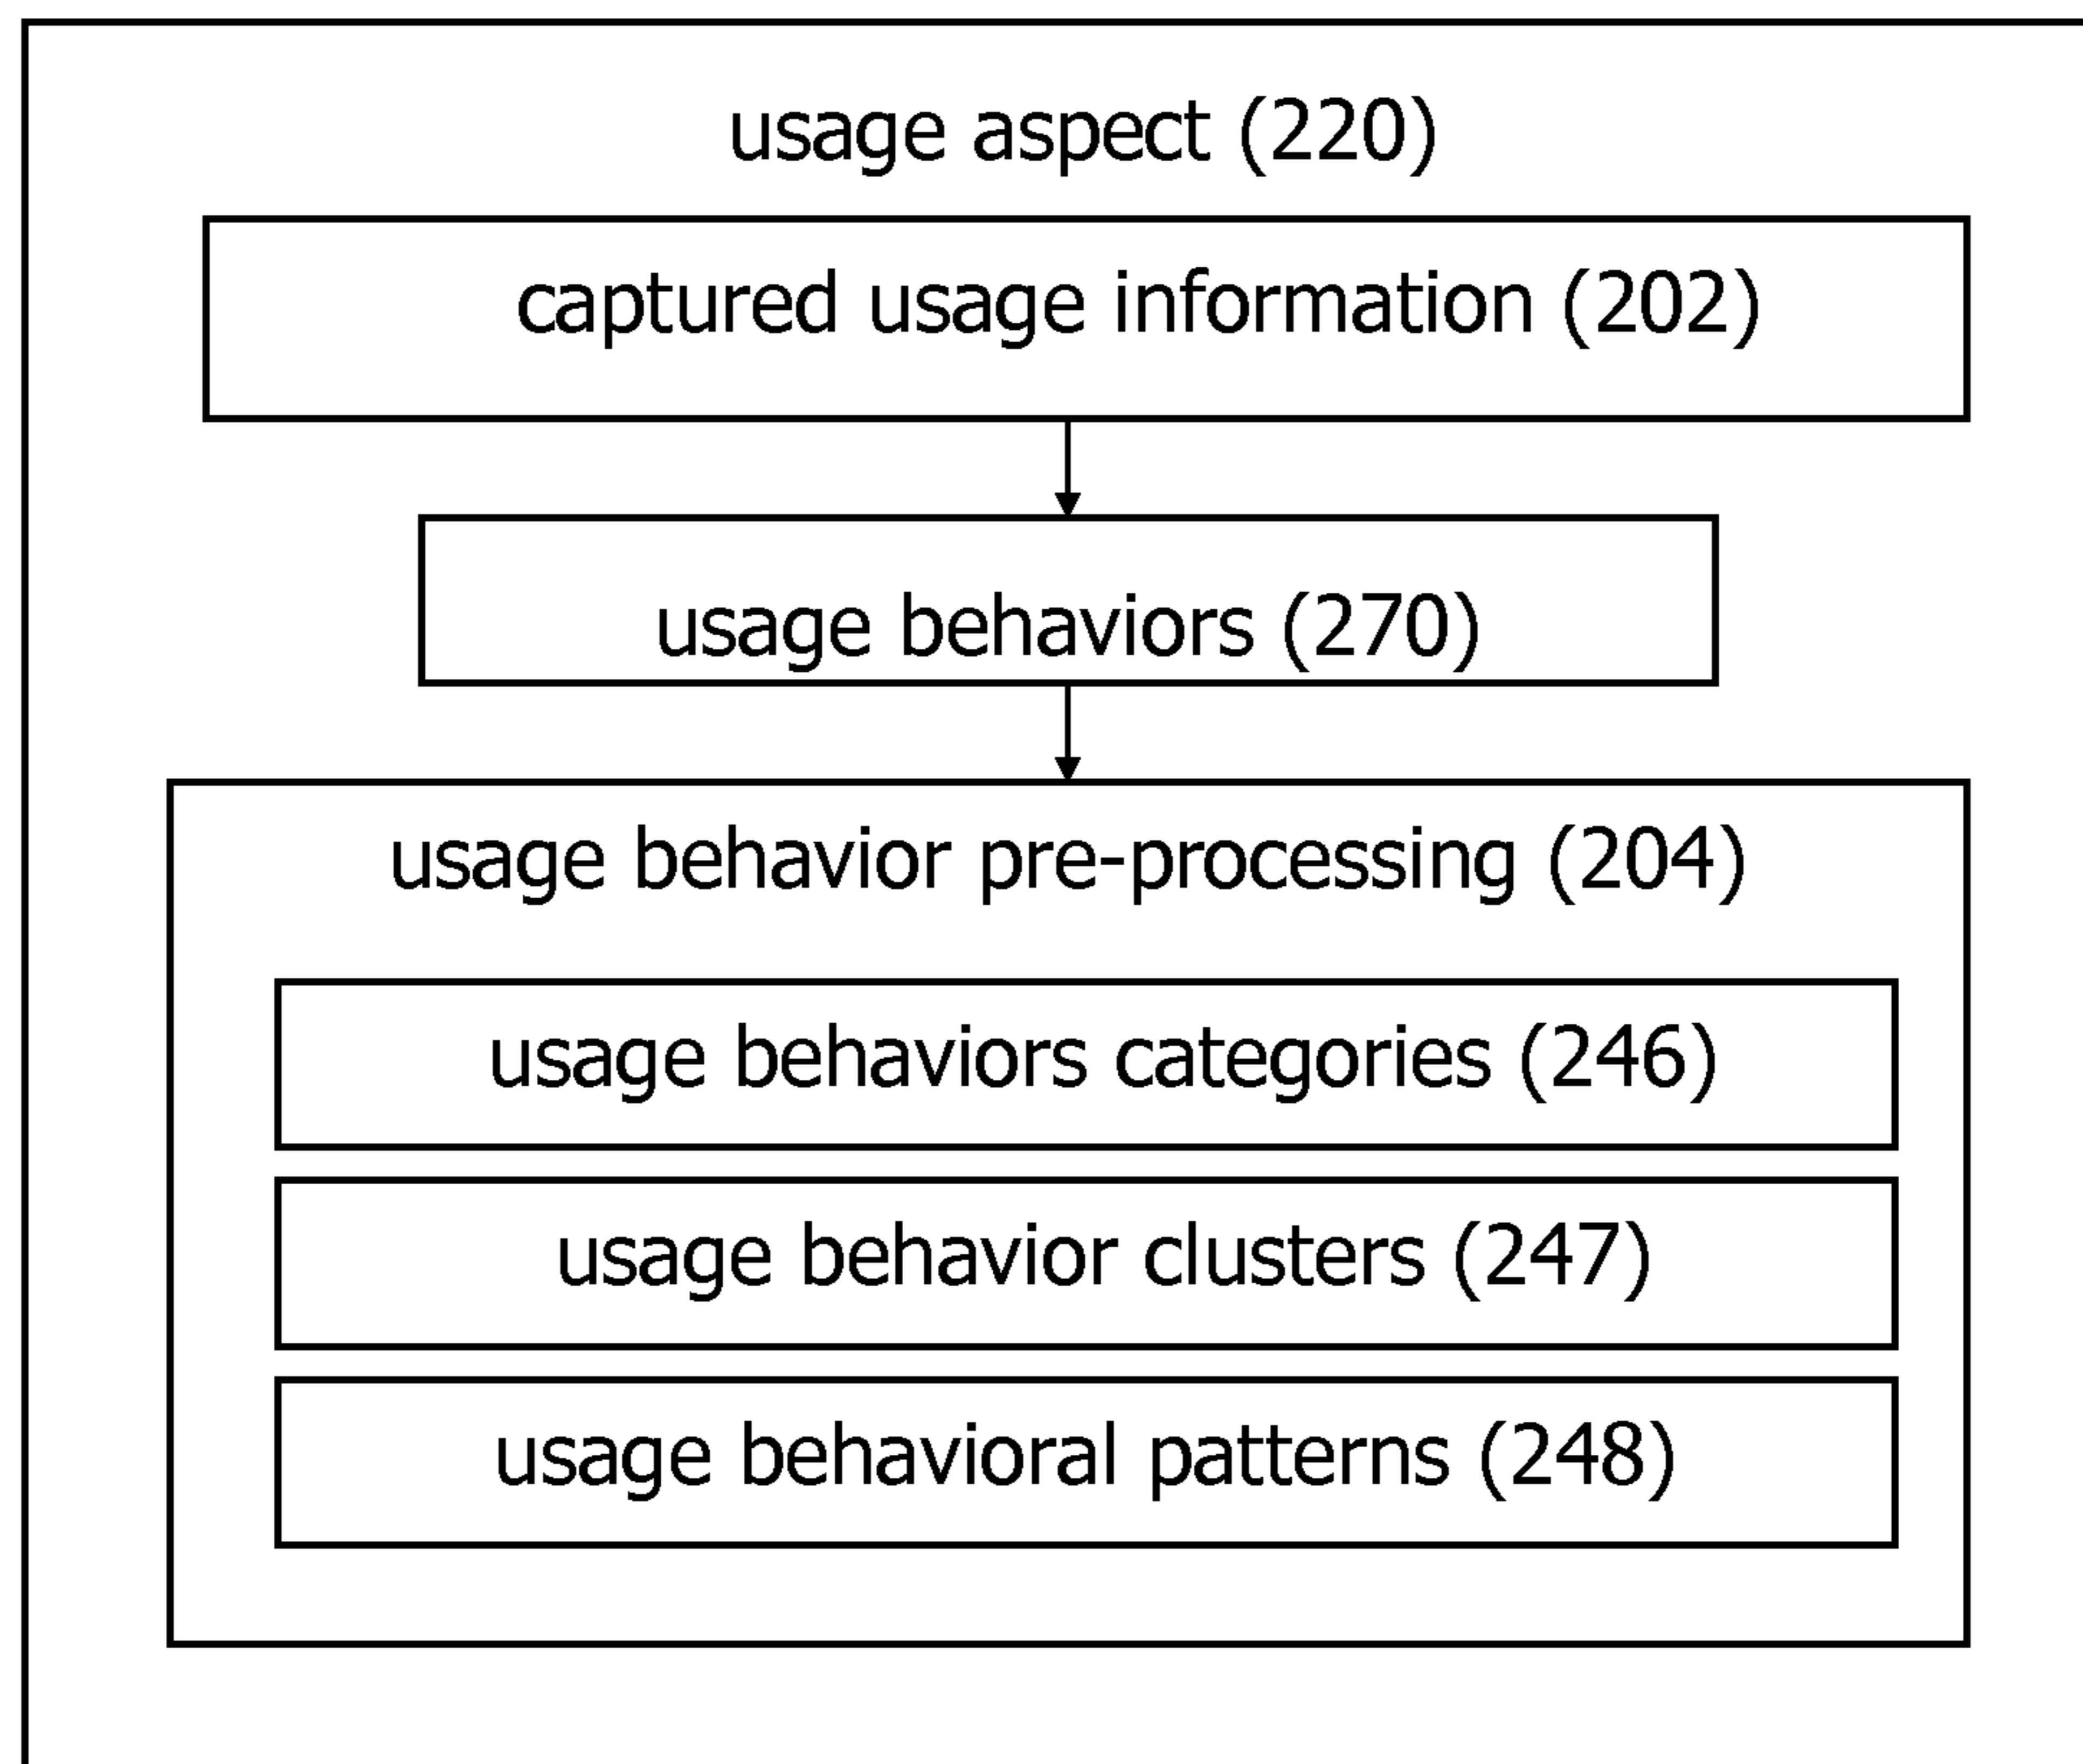 usage aspect (220)
captured usage information (202)
usage behaviors (270)
usage behavior pre-processing (204)
usage behaviors categories (246)
usage behavior clusters (247)
usage behavioral patterns (248)